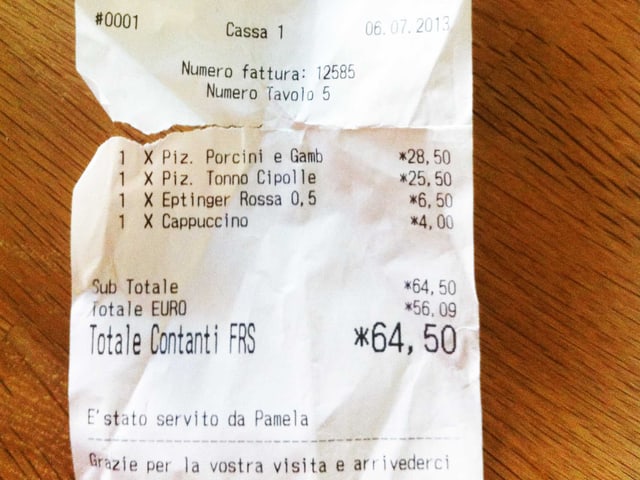 #0001 Cassa 1 06.07.2013
Numero fattura: 12585
Numero Tavolo 5
1 X Piz. Porcini e Gamb *28,50
1 X Piz. Tonno Cipolle *25,50
1 X Eptinger Rossa 0,5 *6,50
1 X Cappuccino *4,00
Sub Totale *64,50
Totale EURO *56,09
Totale Contanti FRS *64,50
E'stato servito da Pamela
Grazie per la vostra visita e arrivederci